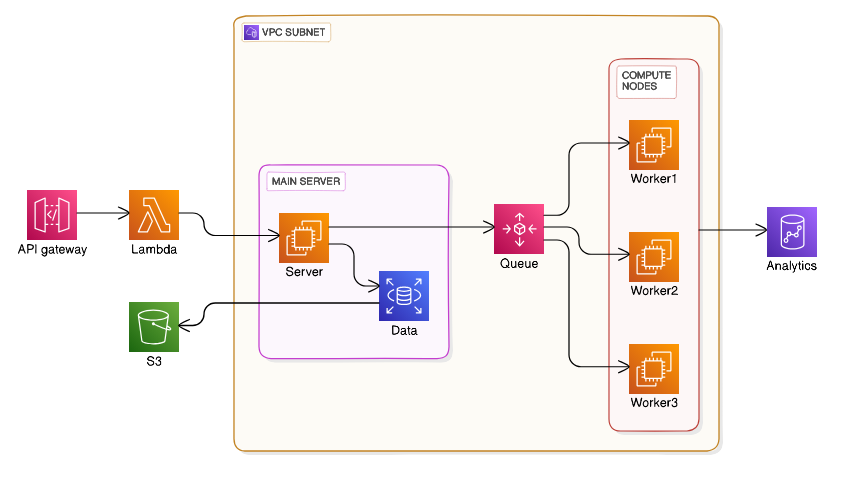 VPC SUBNET
COMPUTE
NODES
Worker1
MAIN SERVER
API gateway
Lambda
Server
Queue
Analytics
Worker2
Data
S3
Worker3